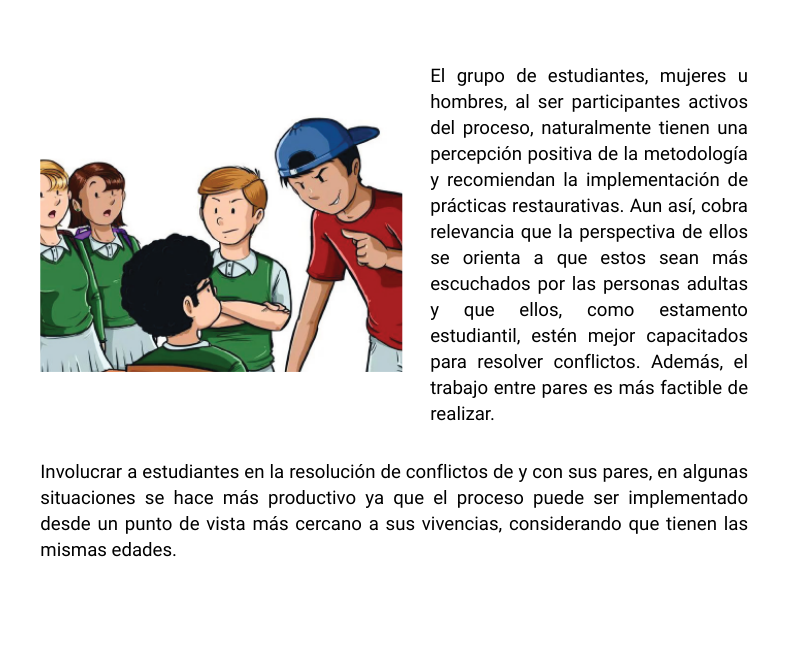 El grupo de estudiantes, mujeres u
hombres, al ser participantes activos
del proceso, naturalmente tienen una
percepción positiva de la metodología
y recomiendan la implementación de
prácticas restaurativas. Aun así, cobra
relevancia que la perspectiva de ellos
se orienta a que estos sean más
escuchados por las personas adultas
y que ellos, como estamento
estudiantil, estén mejor capacitados
para resolver conflictos. Además, el
trabajo entre pares es más factible de
realizar.
Involucrar a estudiantes en la resolución de conflictos de y con sus pares, en algunas
situaciones se hace más productivo ya que el proceso puede ser implementado
desde un punto de vista más cercano a sus vivencias, considerando que tienen las
mismas edades.